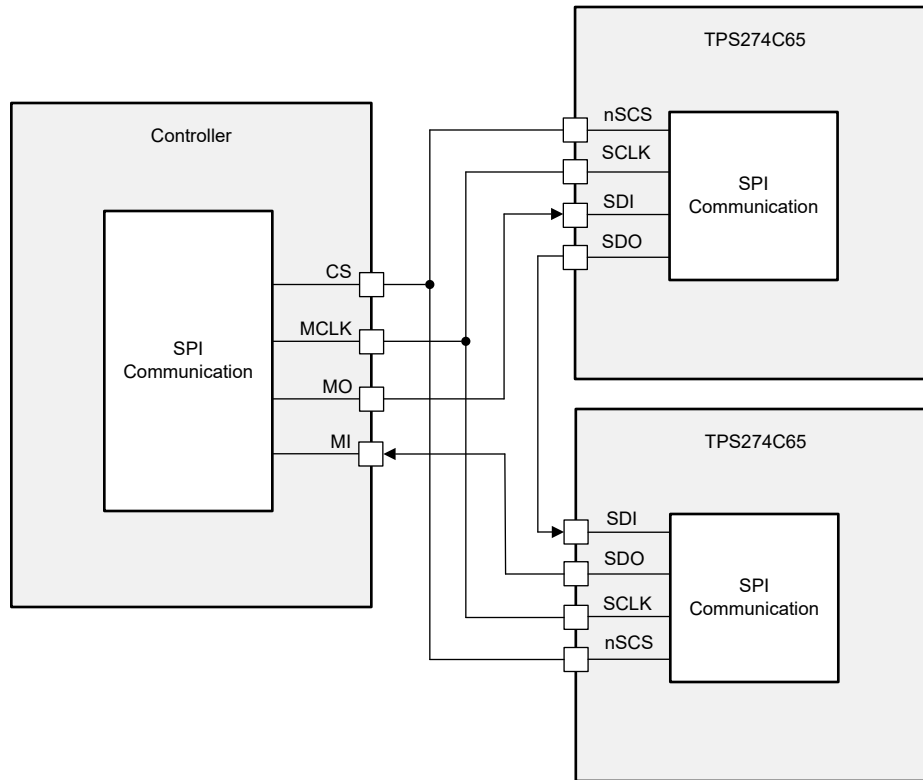 Controller
SPI
Communication
CS
MCLK
MO
MI
TPS274C65
nSCS
SCLK
SDI
SDO
SPI
Communication
TPS274C65
SDI
SDO
SCLK
nSCS
SPI
Communication